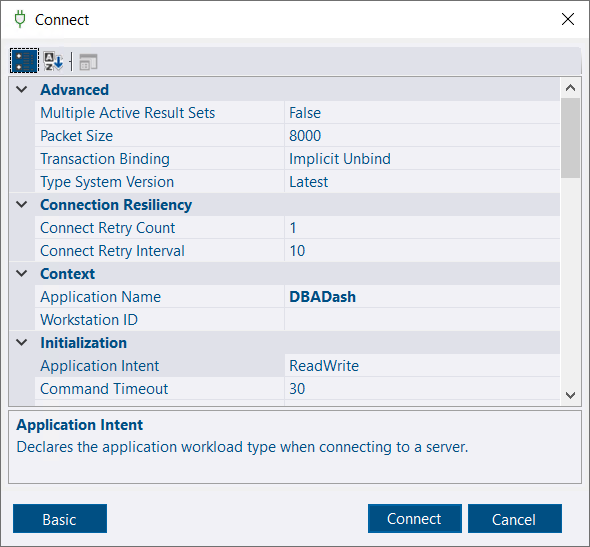 Connect
Advanced
Multiple Active Result Sets False
Packet Size 8000
Transaction Binding Implicit Unbind
Type System Version Latest
Connection Resiliency
Connect Retry Count 1
Connect Retry Interval 10
Context
Application Name DBADash
Workstation ID
Initialization
Application Intent ReadWrite
Command Timeout 30
Application Intent
Declares the application workload type when connecting to a server.
Basic Connect Cancel